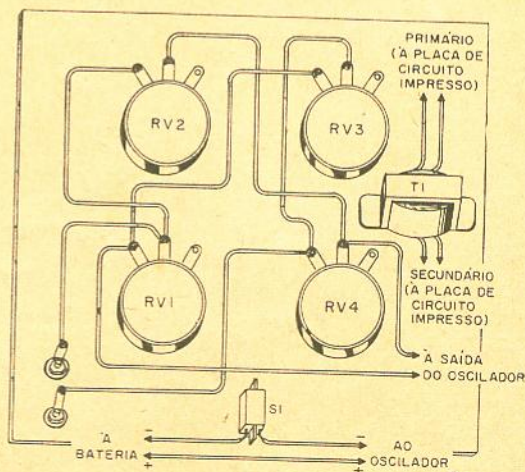 PRIMÁRIO
(À PLACA DE
CIRCUITO
IMPRESSO)
RV2
RV3
T1
RV1
RV4
SECUNDÁRIO
(À PLACA DE
CIRCUITO
IMPRESSO)
À SAÍDA
DO OSCILADOR
S1
À
BATERIA
-
+
-
+
AO
OSCILADOR